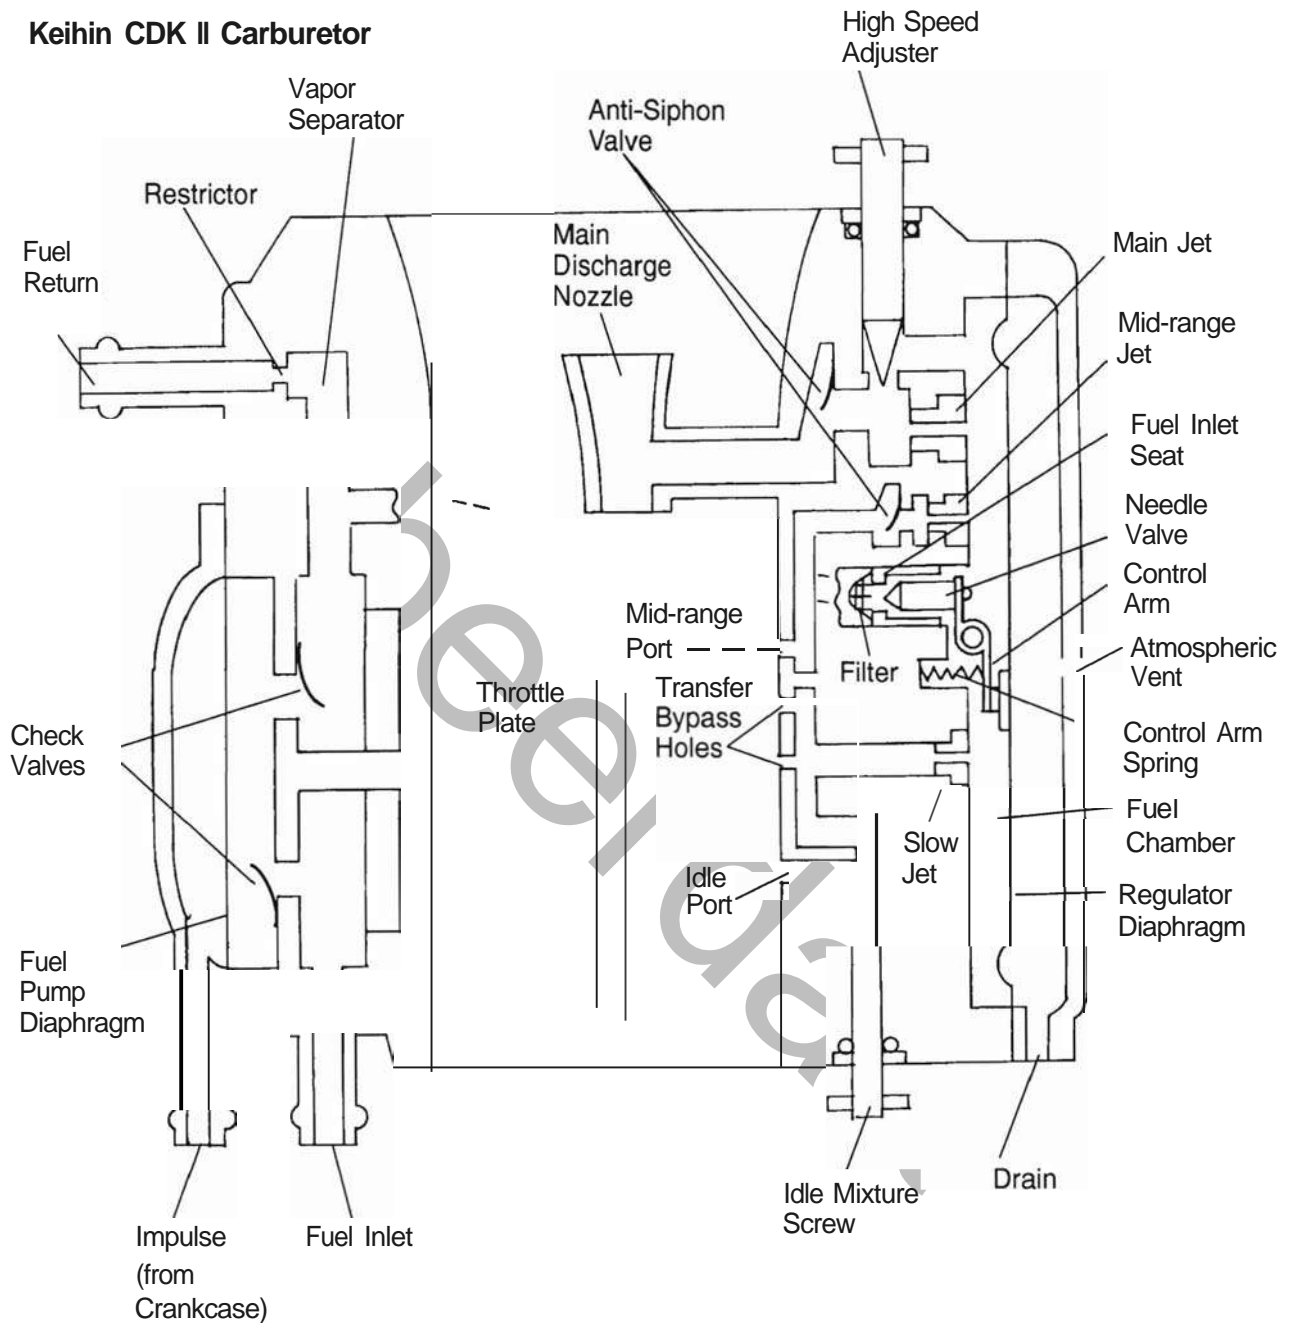 Keihin CDK II Carburetor
High Speed
Adjuster
Vapor
Separator
Anti-Siphon
Valve
Restrictor
Fuel
Return
Main
Discharge
Nozzle
Main Jet
Mid-range
Jet
Fuel Inlet
Seat
Needle
Valve
Control
Arm
Mid-range
Port
Filter
Atmospheric
Vent
Throttle
Plate
Transfer
Bypass
Holes
Check
Valves
Control Arm
Spring
Fuel
Chamber
Slow
Jet
Idle
Port
Regulator
Diaphragm
Fuel
Pump
Diaphragm
Drain
Idle Mixture
Screw
Impulse
(from
Crankcase)
Fuel Inlet